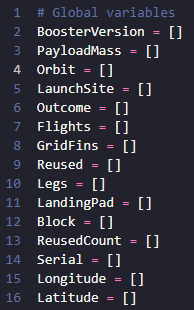 1 # Global variables
2 BoosterVersion = []
3 PayloadMass = []
4 Orbit = []
5 LaunchSite = []
6 Outcome = []
7 Flights = []
8 GridFins = []
9 Reused = []
10 Legs = []
11 LandingPad = []
12 Block = []
13 ReusedCount = []
14 Serial = []
15 Longitude = []
16 Latitude = []